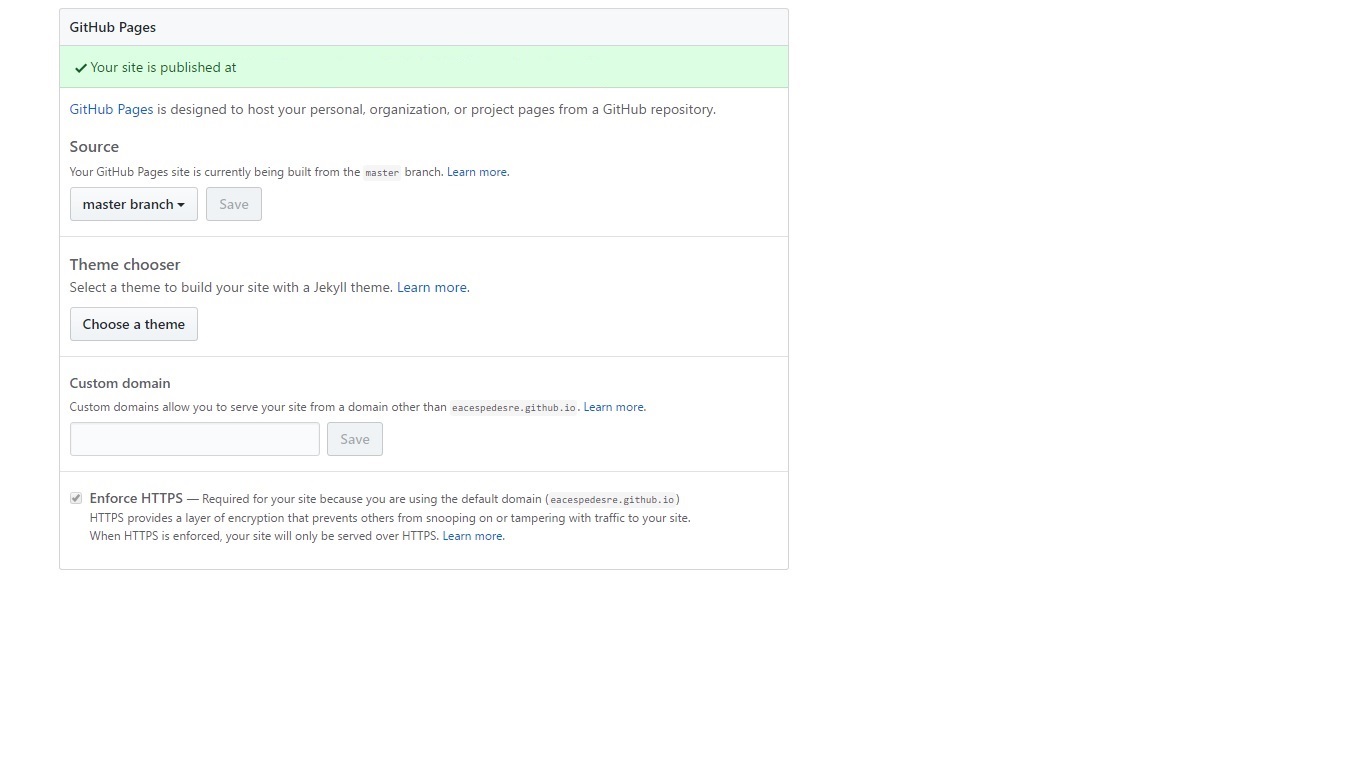 GitHub Pages
Your site is published at
GitHub Pages is designed to host your personal, organization, or project pages from a GitHub repository.
Source
Your GitHub Pages site is currently being built from the master branch. Learn more.
master branch Save
Theme chooser
Select a theme to build your site with a Jekyll theme. Learn more.
Choose a theme
Custom domain
Custom domains allow you to serve your site from a domain other than eacespedesre.github.io. Learn more.
Save
Enforce HTTPS — Required for your site because you are using the default domain (eacespedesre.github.io)
HTTPS provides a layer of encryption that prevents others from snooping on or tampering with traffic to your site.
When HTTPS is enforced, your site will only be served over HTTPS. Learn more.